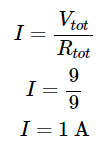 I = V_tot / R_tot
I = 9 / 9
I = 1 A